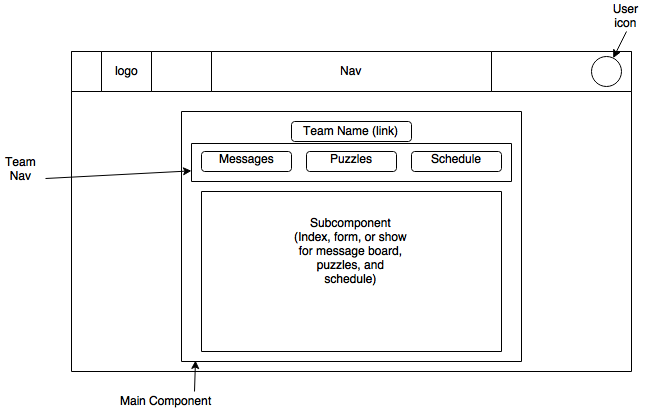 User
icon
logo
Nav
Team Name (link)
Team
Nav
Messages
Puzzles
Schedule
Subcomponent
(Index, form, or show
for message board,
puzzles, and
schedule)
Main Component